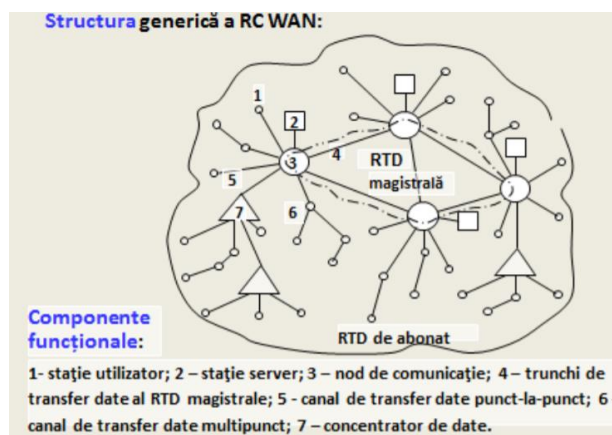 Structura generică a RC WAN:
1
2
3
4
RTD
magistrală
5
7
6
RTD de abonat
Componente
funcționale:
1- stație utilizator; 2 – stație server; 3 – nod de comunicație; 4 – trunchi de
transfer date al RTD magistrale; 5 - canal de transfer date punct-la-punct; 6
canal de transfer date multipunct; 7 – concentrator de date.